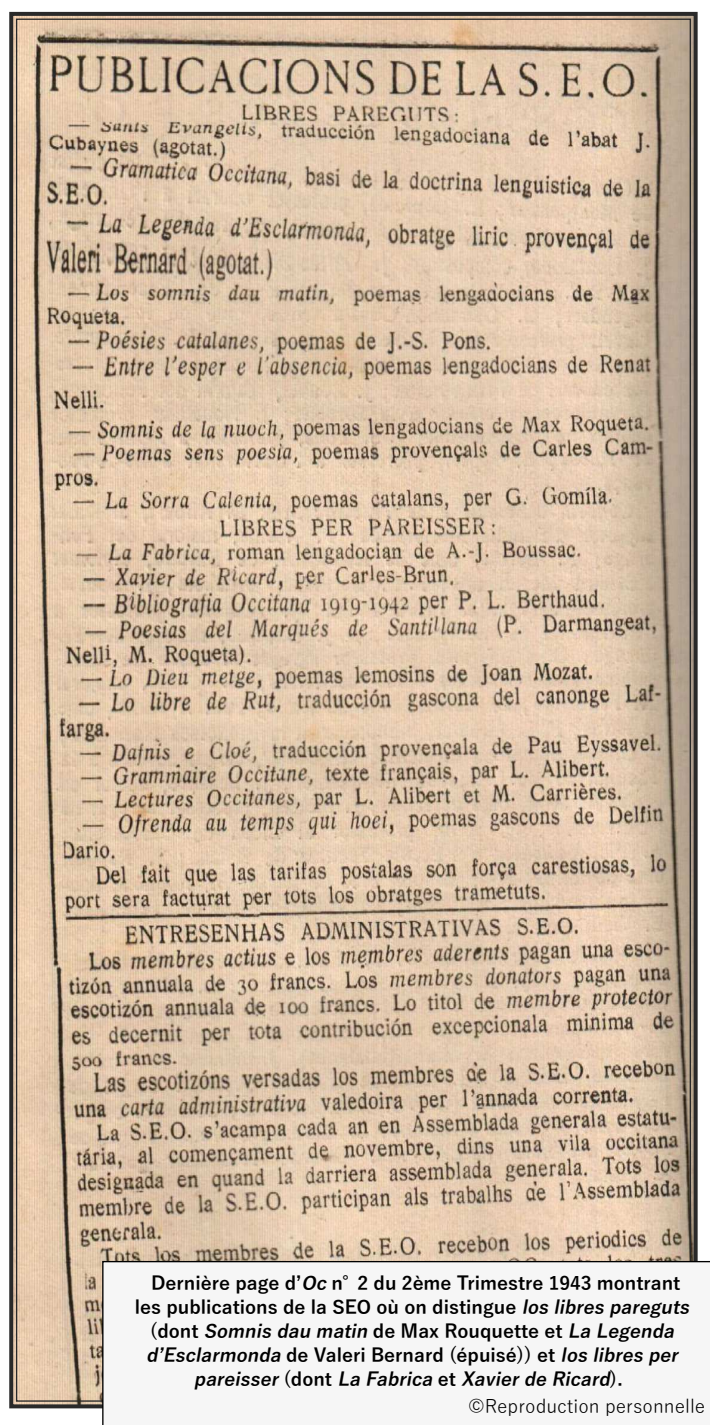 PUBLICACIONS DE LA S.E.O.
LIBRES PAREGUTS:
— Sants Evangelis, traducción lengadociana de l'abat J.
Cubaynes (agotat.)
— Gramatica Occitana, basi de la doctrina lenguistica de la
S.E.O.
— La Legenda d'Esclarmonda, obratge liric provençal de
Valeri Bernard (agotat.)
— Los somnis dau matin, poemas lengadocians de Max
Roqueta.
— Poésies catalanes, poemas de J.-S. Pons.
— Entre l'esper e l'absencia, poemas lengadocians de Renat
Nelli.
— Somnis de la nuoch, poemas lengadocians de Max Roqueta.
— Poemas sens poesia, poemas provençals de Carles Cam-
pros.
— La Sorra Calenta, poemas catalans, per G. Gomíla.
LIBRES PER PAREISSER:
— La Fabrica, roman lengadocian de A.-J. Boussac.
— Xavier de Ricard, per Carles-Brun.
— Bibliografia Occitana 1919-1942 per P. L. Berthaud.
— Poesias del Marqués de Santillana (P. Darmangeat,
Nelli, M. Roqueta).
— Lo Dieu metge, poemas lemosins de Joan Mozat.
— Lo libre de Rut, traducción gascona del canonge Laf-
farga.
— Dafnis e Cloé, traducción provençala de Pau Eyssavel.
— Grammaire Occitane, texte français, par L. Alibert.
— Lectures Occitanes, par L. Alibert et M. Carrières.
— Ofrenda au temps qui hoei, poemas gascons de Delfin
Dario.
Del fait que las tarifas postalas son força carestiosas, lo
port sera facturat per tots los obratges trametuts.
ENTRESENHAS ADMINISTRATIVAS S.E.O.
Los membres actius e los membres aderents pagan una esco-
tizón annuala de 30 francs. Los membres donators pagan una
escotizón annuala de 100 francs. Lo titol de membre protector
es decernit per tota contribución excepcionala minima de
500 francs.
Las escotizóns versadas los membres de la S.E.O. recebon
una carta administrativa valedoira per l'annada correnta.
La S.E.O. s'acampa cada an en Assemblada generala estatu-
tária, al començament de novembre, dins una vila occitana
designada en quand la darriera assemblada generala. Tots los
membre de la S.E.O. participan als trabalhs de l'Assemblada
generala.
Tots los membres de la S.E.O. recebon los periodics de
la
Dernière page d'Oc n° 2 du 2ème Trimestre 1943 montrant
les publications de la SEO où on distingue los libres pareguts
(dont Somnis dau matin de Max Rouquette et La Legenda
d'Esclarmonda de Valeri Bernard (épuisé)) et los libres per
pareisser (dont La Fabrica et Xavier de Ricard).
©Reproduction personnelle